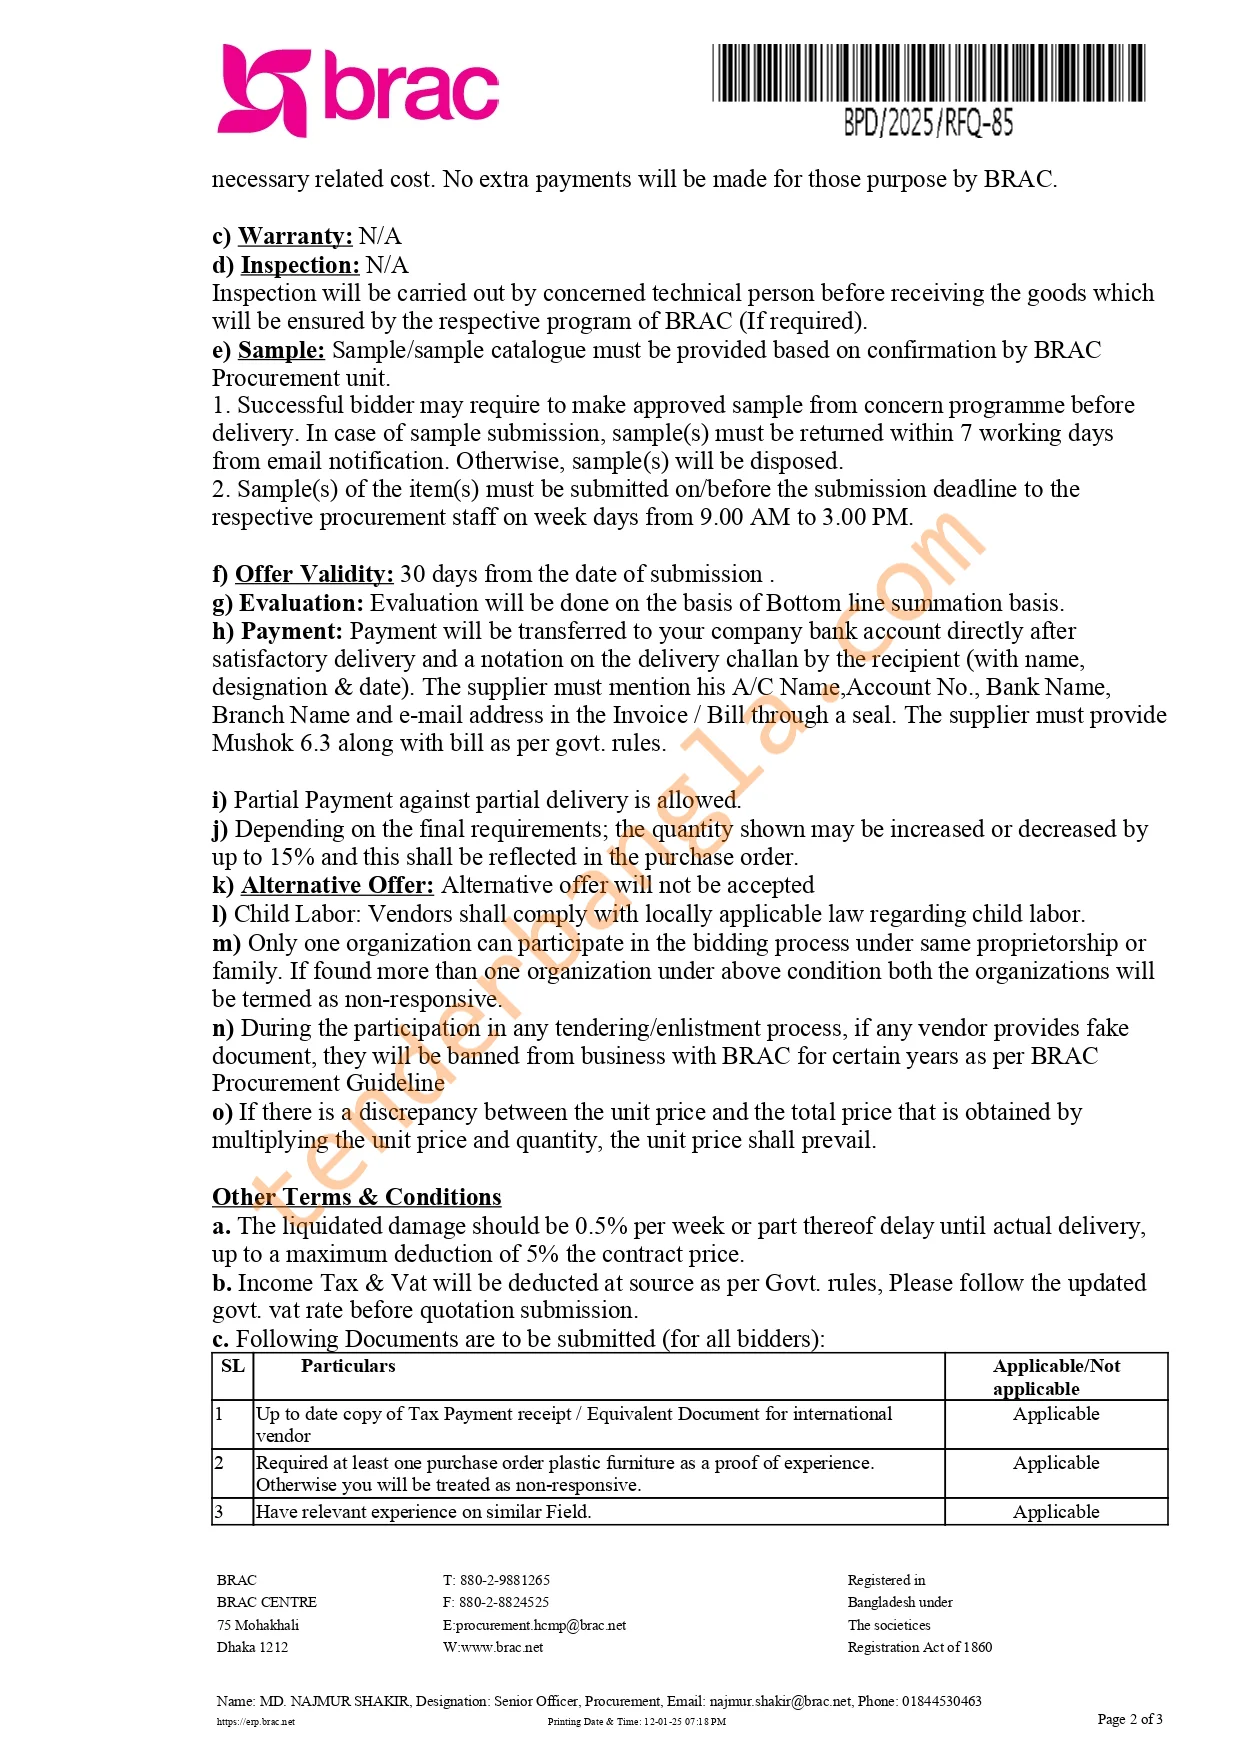 brac
BPD/2025/RFQ-85
necessary related cost. No extra payments will be made for those purpose by BRAC.
c) Warranty: N/A
d) Inspection: N/A
Inspection will be carried out by concerned technical person before receiving the goods which
will be ensured by the respective program of BRAC (If required).
e) Sample: Sample/sample catalogue must be provided based on confirmation by BRAC
Procurement unit.
1. Successful bidder may require to make approved sample from concern programme before
delivery. In case of sample submission, sample(s) must be returned within 7 working days
from email notification. Otherwise, sample(s) will be disposed.
2. Sample(s) of the item(s) must be submitted on/before the submission deadline to the
respective procurement staff on week days from 9.00 AM to 3.00 PM.
f) Offer Validity: 30 days from the date of submission .
g) Evaluation: Evaluation will be done on the basis of Bottom line summation basis.
h) Payment: Payment will be transferred to your company bank account directly after
satisfactory delivery and a notation on the delivery challan by the recipient (with name,
designation & date). The supplier must mention his A/C Name,Account No., Bank Name,
Branch Name and e-mail address in the Invoice / Bill through a seal. The supplier must provide
Mushok 6.3 along with bill as per govt. rules.
i) Partial Payment against partial delivery is allowed.
j) Depending on the final requirements; the quantity shown may be increased or decreased by
up to 15% and this shall be reflected in the purchase order.
k) Alternative Offer: Alternative offer will not be accepted
l) Child Labor: Vendors shall comply with locally applicable law regarding child labor.
m) Only one organization can participate in the bidding process under same proprietorship or
family. If found more than one organization under above condition both the organizations will
be termed as non-responsive.
n) During the participation in any tendering/enlistment process, if any vendor provides fake
document, they will be banned from business with BRAC for certain years as per BRAC
Procurement Guideline
o) If there is a discrepancy between the unit price and the total price that is obtained by
multiplying the unit price and quantity, the unit price shall prevail.
tenderbangla.com
Other Terms & Conditions
a. The liquidated damage should be 0.5% per week or part thereof delay until actual delivery,
up to a maximum deduction of 5% the contract price.
b. Income Tax & Vat will be deducted at source as per Govt. rules, Please follow the updated
govt. vat rate before quotation submission.
c. Following Documents are to be submitted (for all bidders):
SL Particulars Applicable/Not
applicable
1 Up to date copy of Tax Payment receipt / Equivalent Document for international Applicable
vendor
2 Required at least one purchase order plastic furniture as a proof of experience. Applicable
Otherwise you will be treated as non-responsive.
3 Have relevant experience on similar Field. Applicable
BRAC T: 880-2-9881265 Registered in
BRAC CENTRE F: 880-2-8824525 Bangladesh under
75 Mohakhali E:procurement.hcmp@brac.net The societices
Dhaka 1212 W:www.brac.net Registration Act of 1860
Name: MD. NAJMUR SHAKIR, Designation: Senior Officer, Procurement, Email: najmur.shakir@brac.net, Phone: 01844530463
https://erp.brac.net Printing Date & Time: 12-01-25 07:18 PM Page 2 of 3